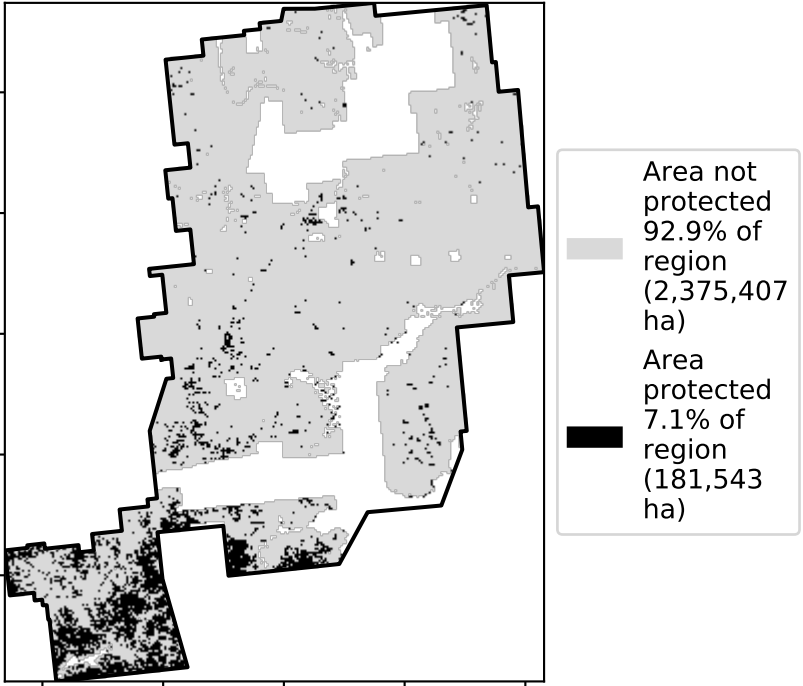 Area not
protected
92.9% of
region
(2,375,407
ha)
Area
protected
7.1% of
region
(181,543
ha)